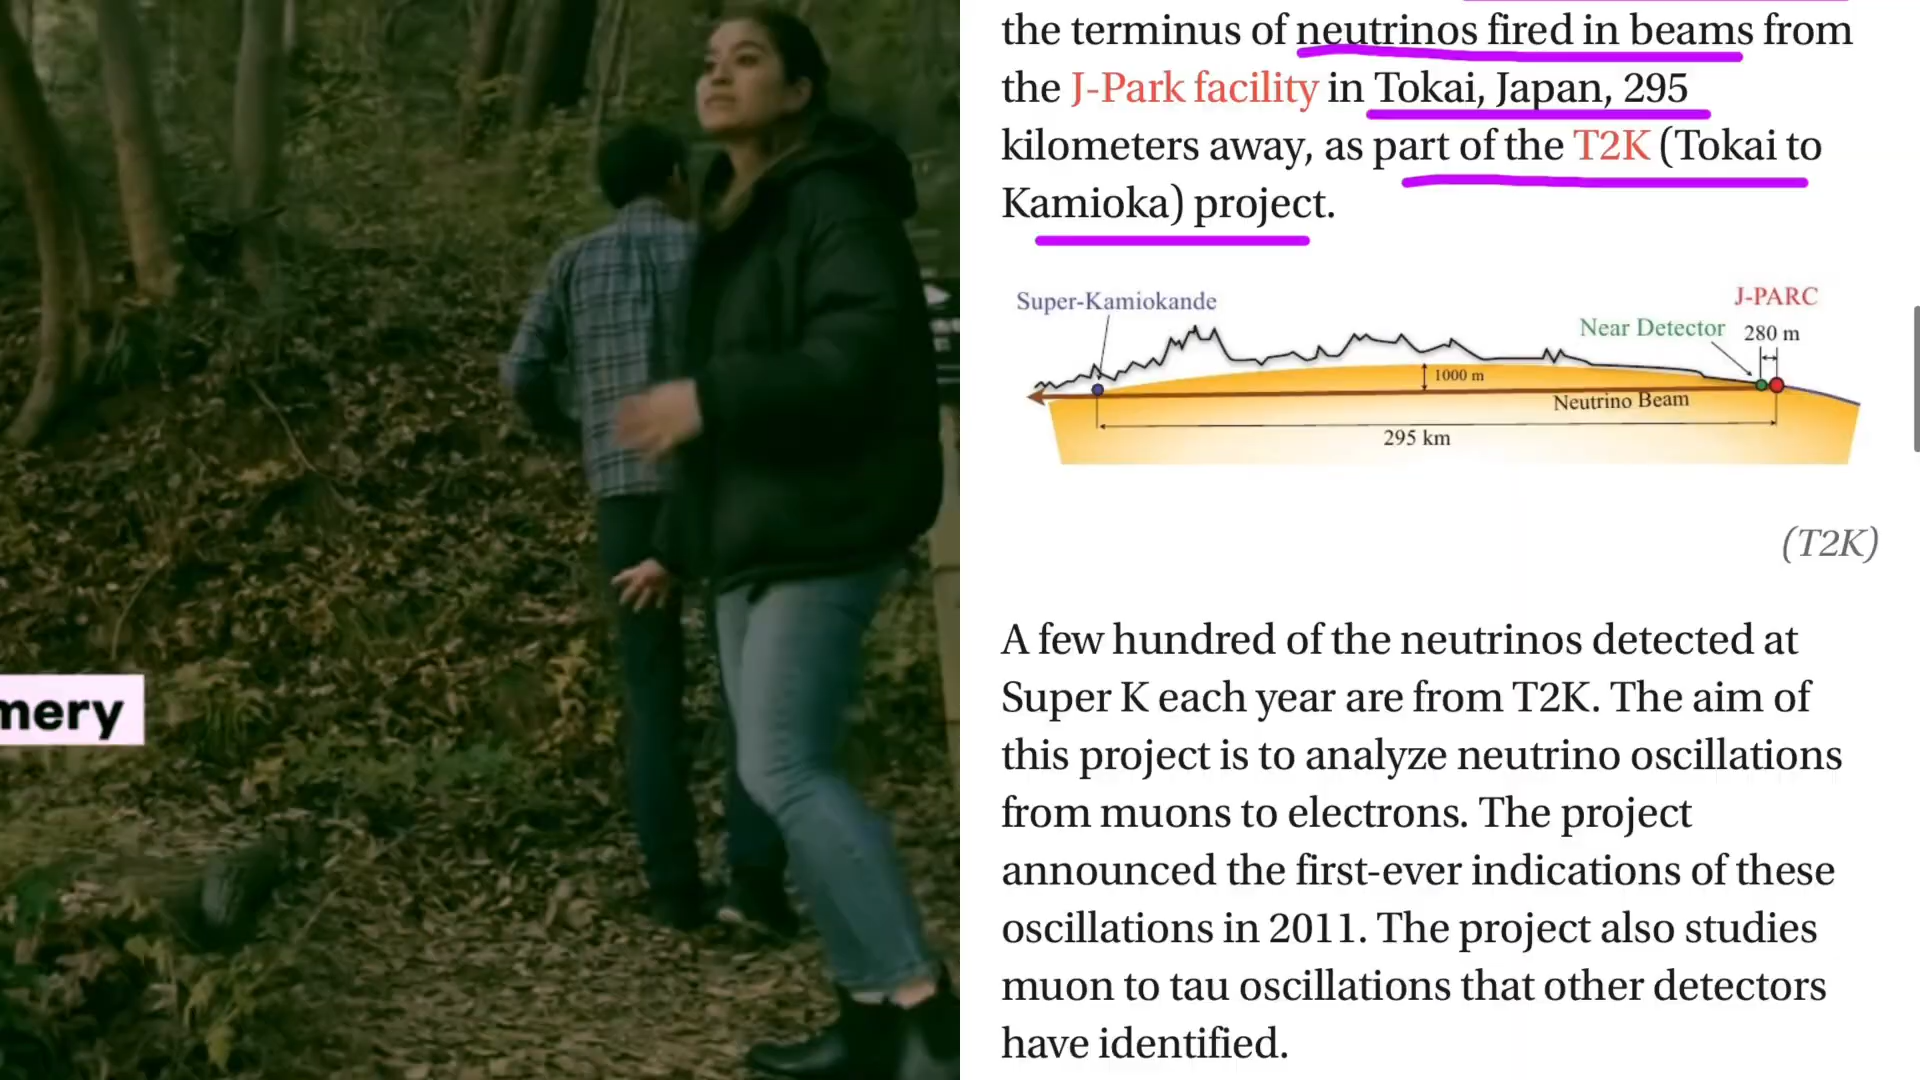 mery
the terminus of neutrinos fired in beams from
the J-Park facility in Tokai, Japan, 295
kilometers away, as part of the T2K (Tokai to
Kamioka) project.
Super-Kamiokande
J-PARC
Near Detector
280 m
1000 m
Neutrino Beam
295 km
(T2K)
A few hundred of the neutrinos detected at
Super K each year are from T2K. The aim of
this project is to analyze neutrino oscillations
from muons to electrons. The project
announced the first-ever indications of these
oscillations in 2011. The project also studies
muon to tau oscillations that other detectors
have identified.